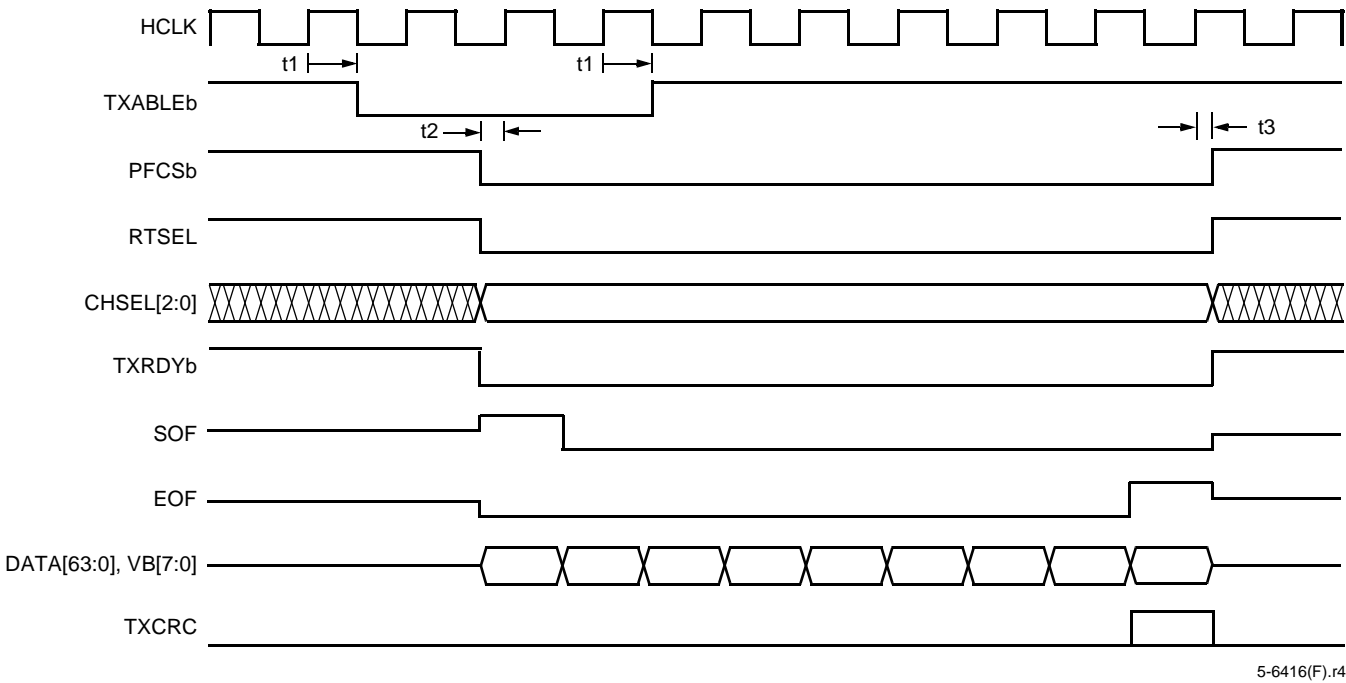 HCLK
t1
t1
TXABLEb
t2
t3
PFCSb
RTSEL
CHSEL[2:0]
TXRDYb
SOF
EOF
DATA[63:0], VB[7:0]
TXCRC
5-6416(F).r4